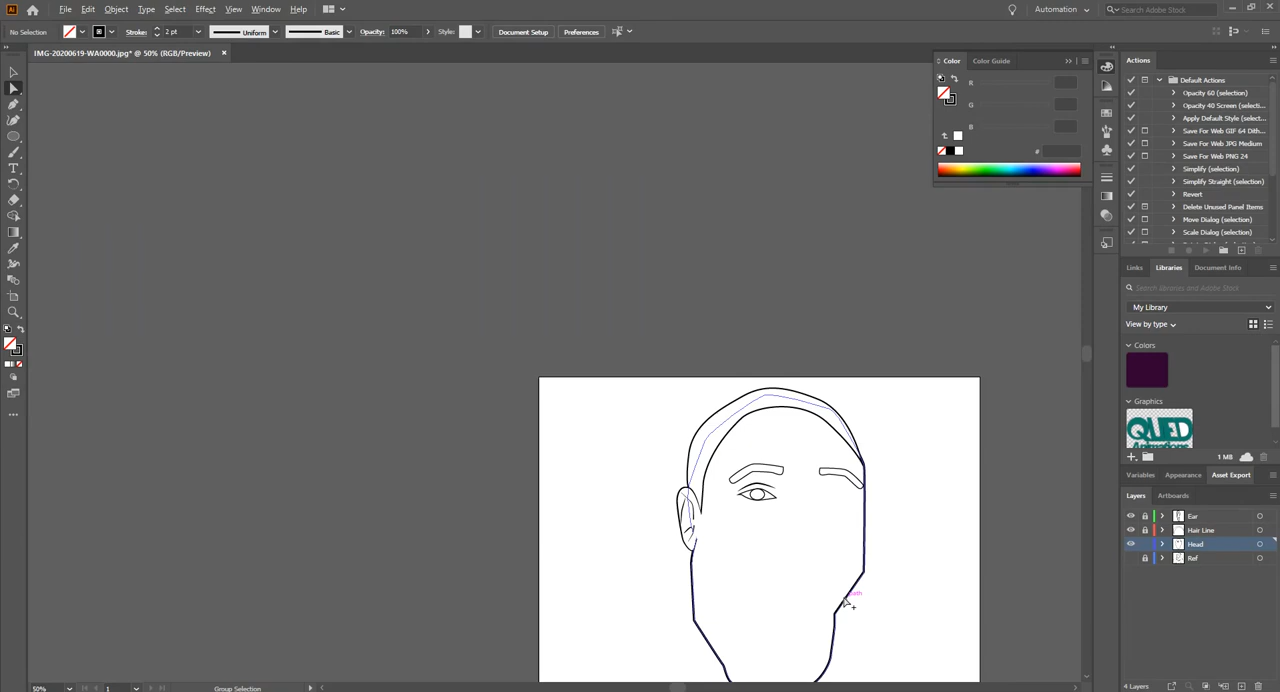 Ai File Edit Object Type Select Effect View Window Help Automation Search Adobe Stock
No Selection Stroke: 2 pt Uniform Basic Opacity: 100% Style: Document Setup Preferences
IMG-20200619-WA0000.jpg* @ 50% (RGB/Preview) ×
Color Color Guide
R
G
B
#
Actions
Default Actions
Opacity 60 (selection)
Opacity 40 Screen (selectio...
Apply Default Style (select...
Save For Web GIF 64 Dith...
Save For Web JPG Medium
Save For Web PNG 24
Simplify (selection)
Simplify Straight (selection)
Revert
Delete Unused Panel Items
Move Dialog (selection)
Scale Dialog (selection)
Links Libraries Document Info
Search libraries and Adobe Stock
My Library
View by type
Colors
Graphics
QUED
1 MB
Variables Appearance Asset Export
Layers Artboards
Ear
Hair Line
Head
Ref
4 Layers
50% 1 Group Selection